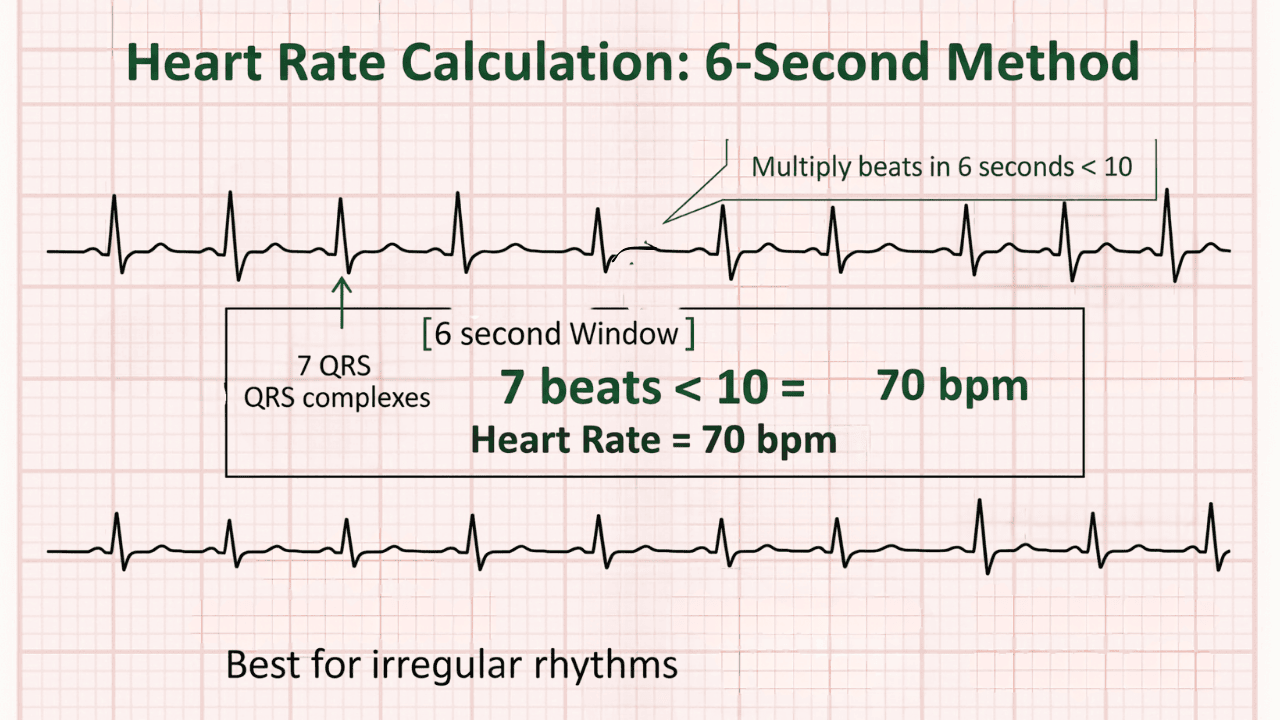 Heart Rate Calculation: 6-Second Method
Multiply beats in 6 seconds < 10
[6 second Window]
7 QRS
QRS complexes
7 beats < 10 = 70 bpm
Heart Rate = 70 bpm
Best for irregular rhythms